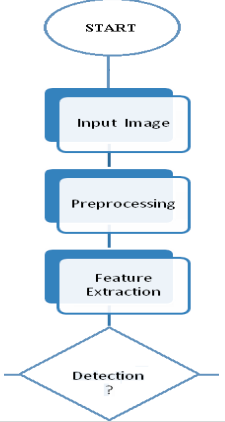 START
Input Image
Preprocessing
Feature
Extraction
Detection
?